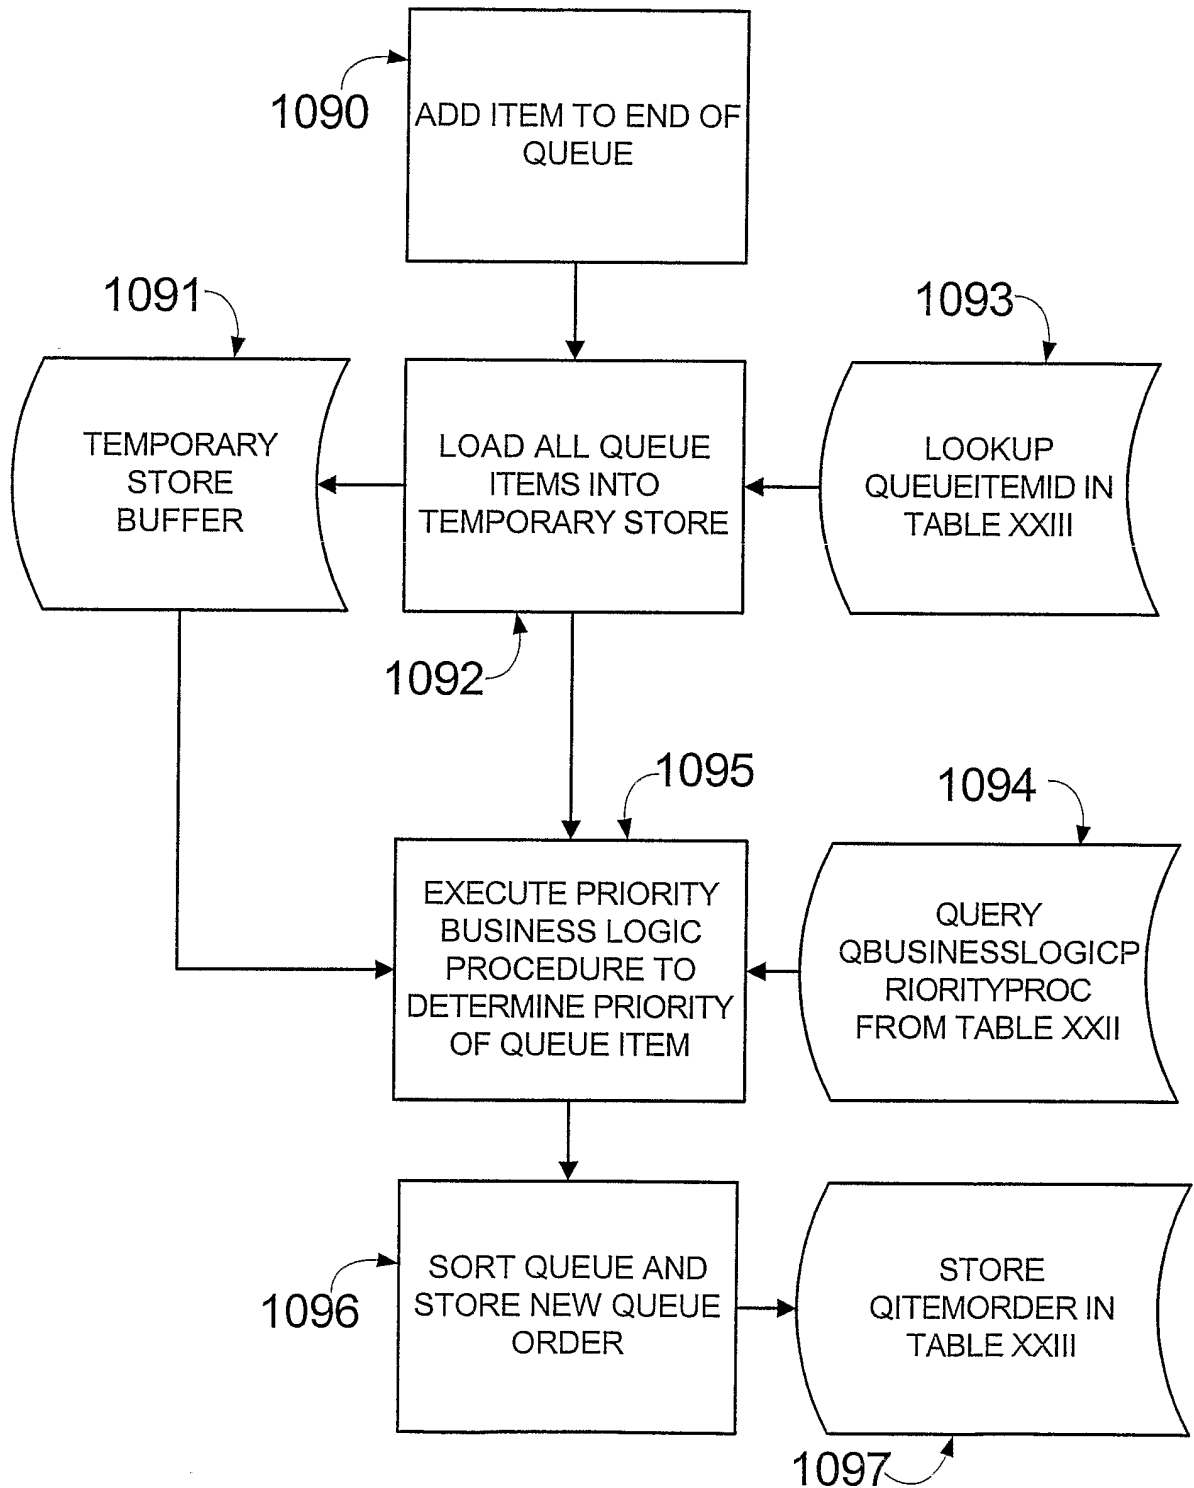 1090
ADD ITEM TO END OF
QUEUE
1091
1093
TEMPORARY
STORE
BUFFER
LOAD ALL QUEUE
ITEMS INTO
TEMPORARY STORE
LOOKUP
QUEUEITEMID IN
TABLE XXIII
1092
1095
1094
EXECUTE PRIORITY
BUSINESS LOGIC
PROCEDURE TO
DETERMINE PRIORITY
OF QUEUE ITEM
QUERY
QBUSINESSLOGICP
RIORITYPROC
FROM TABLE XXII
1096
SORT QUEUE AND
STORE NEW QUEUE
ORDER
STORE
QITEMORDER IN
TABLE XXIII
1097